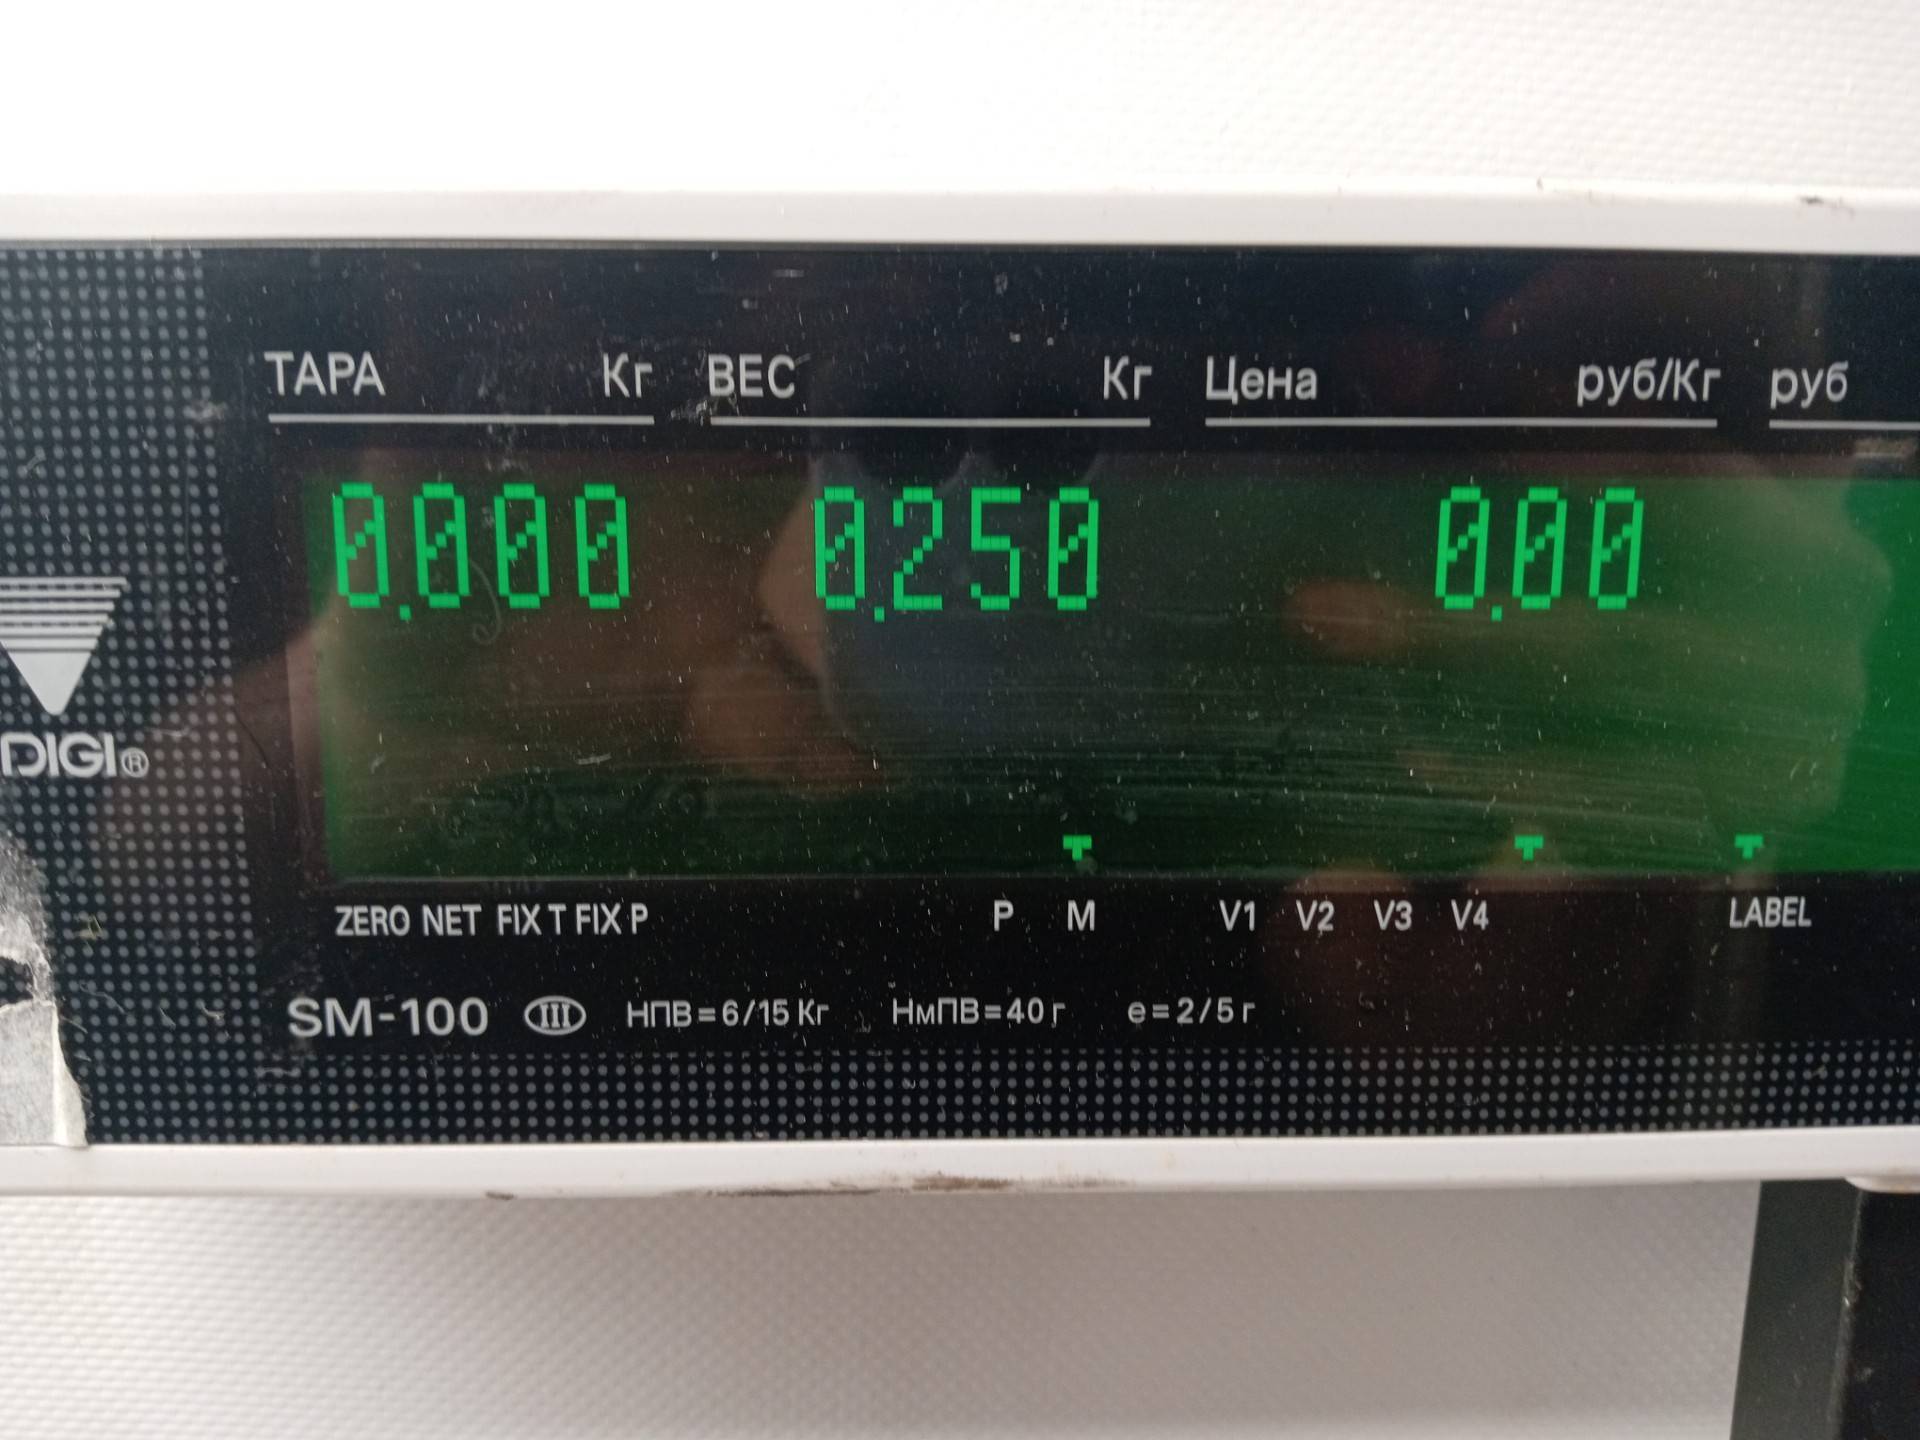 ТАРА Кг ВЕС Кг Цена руб/Кг руб
0.000 0.250 0.00
DIGI®
ZERO NET FIX T FIX P P M V1 V2 V3 V4 LABEL
SM-100 III НПВ=6/15 Кг НмПВ=40 г е=2/5 г